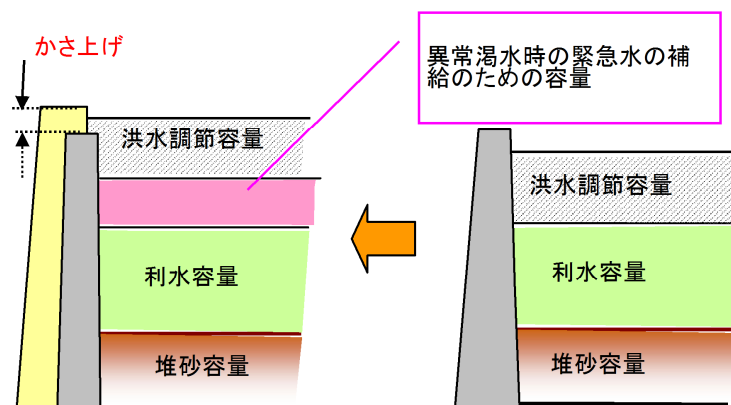 かさ上げ
異常渇水時の緊急水の補
給のための容量
洪水調節容量
利水容量
堆砂容量
洪水調節容量
利水容量
堆砂容量